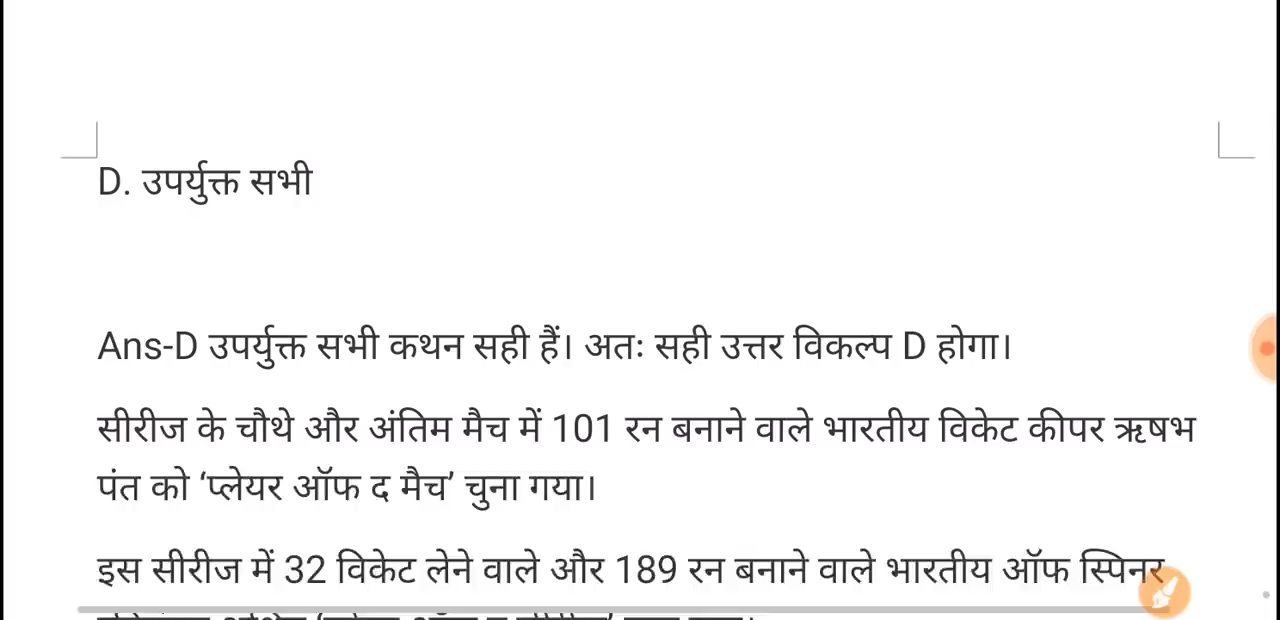 D. उपर्युक्त सभी
Ans-D उपर्युक्त सभी कथन सही हैं। अतः सही उत्तर विकल्प D होगा।
सीरीज के चौथे और अंतिम मैच में 101 रन बनाने वाले भारतीय विकेट कीपर ऋषभ
पंत को ‘प्लेयर ऑफ द मैच’ चुना गया।
इस सीरीज में 32 विकेट लेने वाले और 189 रन बनाने वाले भारतीय ऑफ स्पिनर